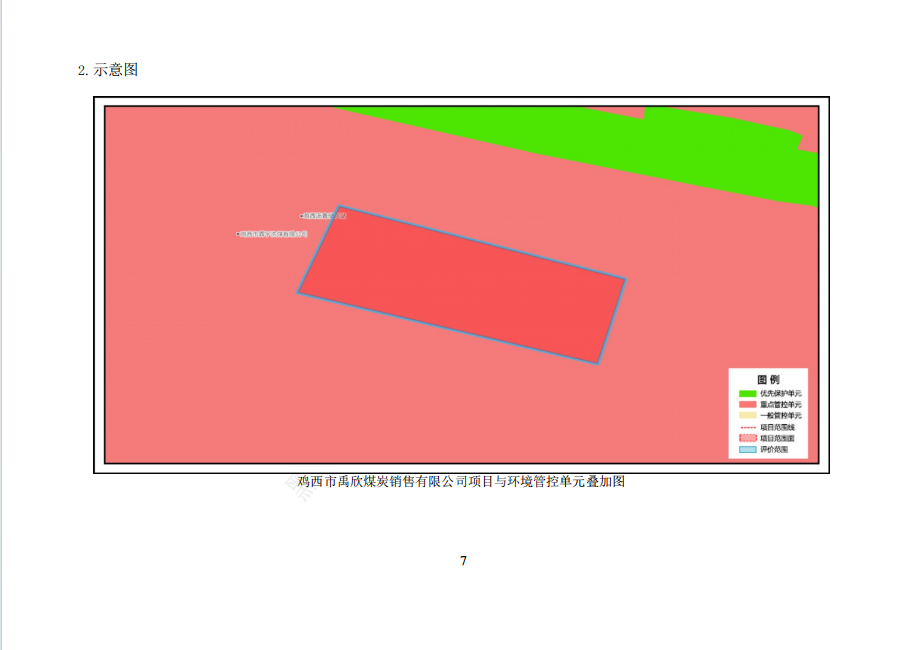 2. 示意图
图 例
优先保护单元
重点管控单元
一般管控单元
项目范围线
项目范围面
评价范围
鸡西市禹欣煤炭销售有限公司项目与环境管控单元叠加图
7